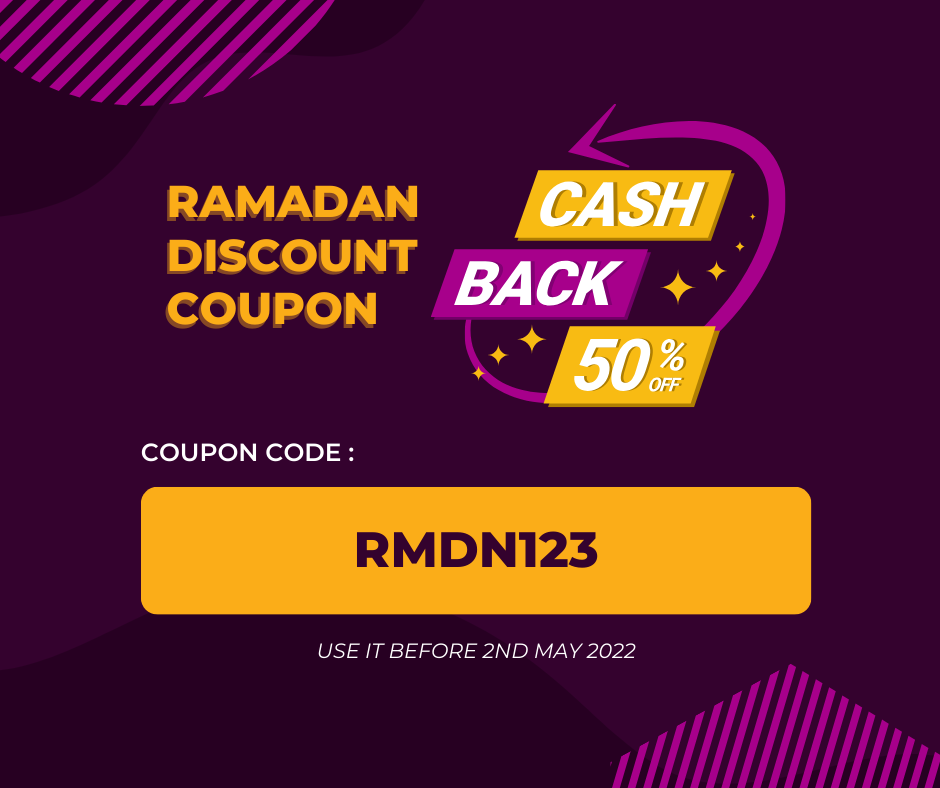 RAMADAN
DISCOUNT
COUPON
CASH
BACK
50%
OFF
COUPON CODE :
RMDN123
USE IT BEFORE 2ND MAY 2022